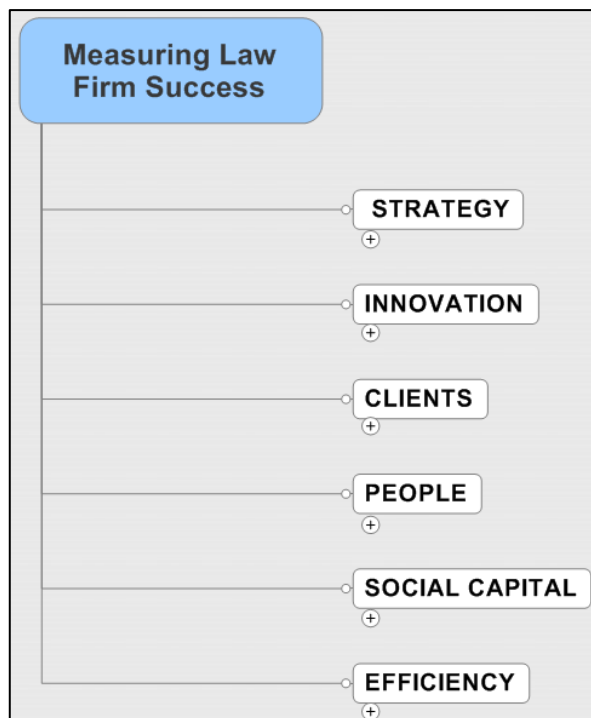 Measuring Law
Firm Success
STRATEGY
INNOVATION
CLIENTS
PEOPLE
SOCIAL CAPITAL
EFFICIENCY